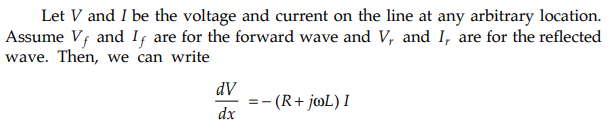 Let V and I be the voltage and current on the line at any arbitrary location.
Assume V_f and I_f are for the forward wave and V_r and I_r are for the reflected
wave. Then, we can write
dV/dx = – (R + jωL) I